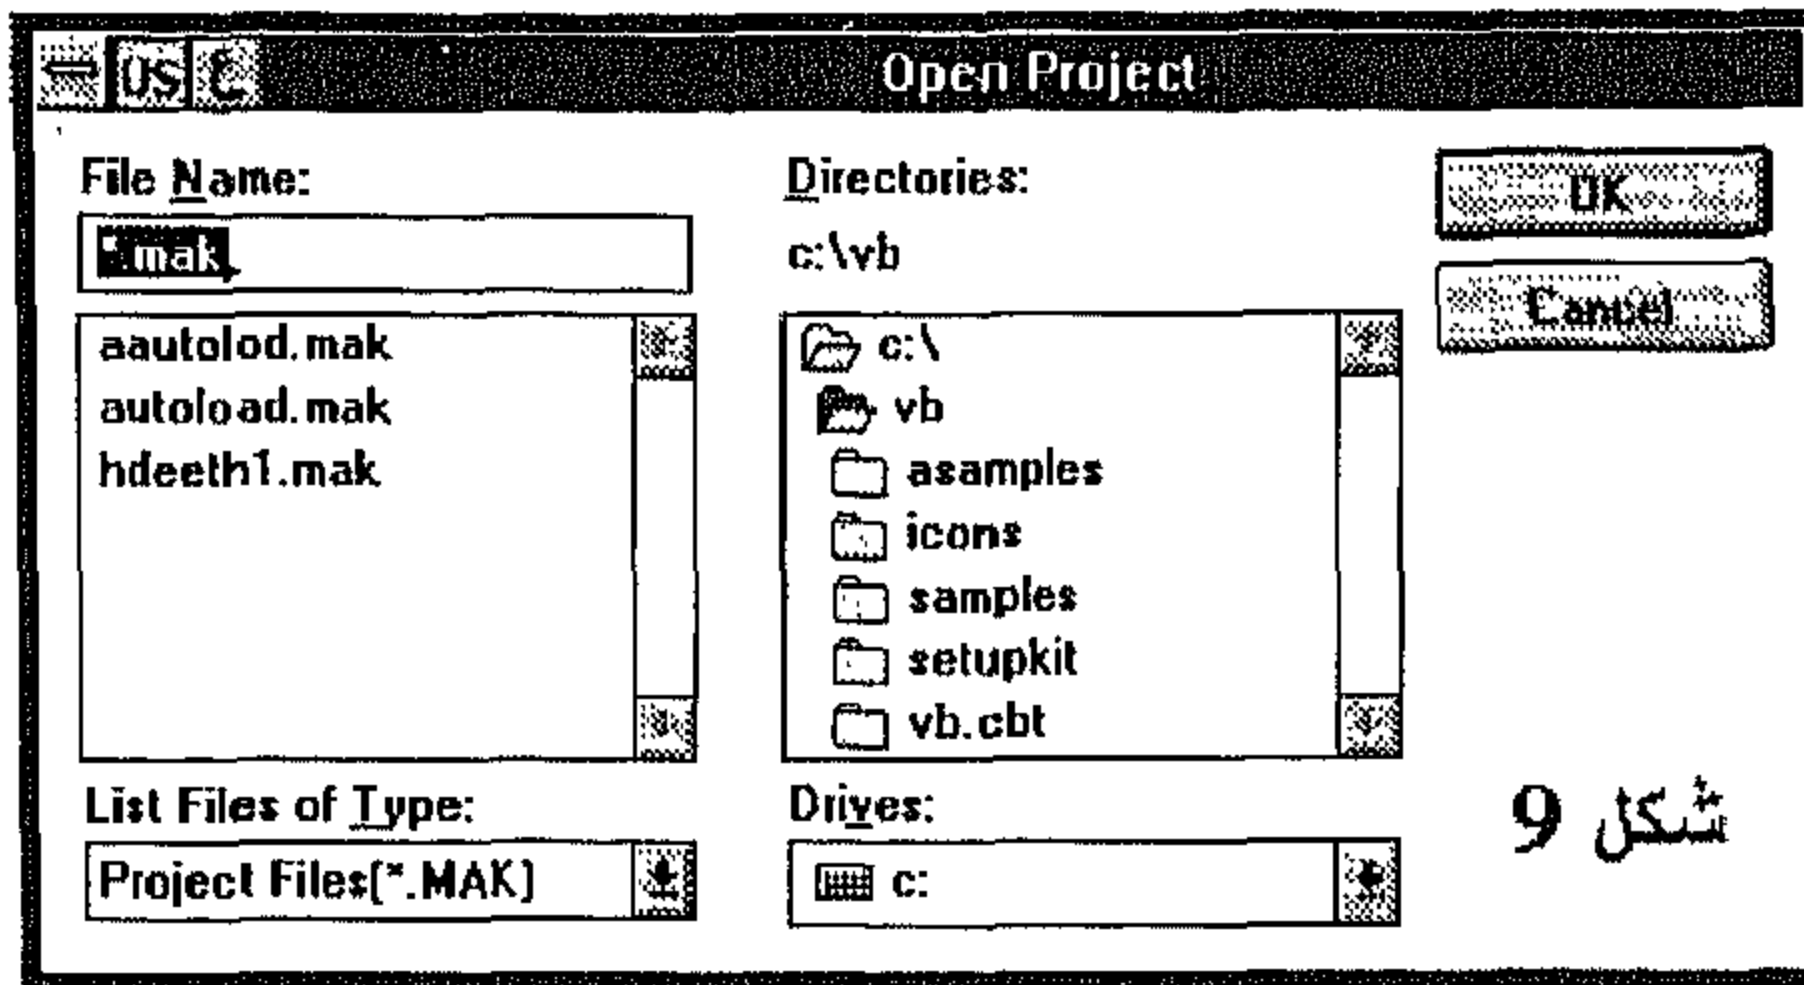 US ع Open Project
File Name:
*.mak
aautolod.mak
autoload.mak
hdeeth1.mak
List Files of Type:
Project Files(*.MAK)
Directories:
c:\vb
c:\
vb
asamples
icons
samples
setupkit
vb.cbt
Drives:
c:
OK
Cancel
شكل 9